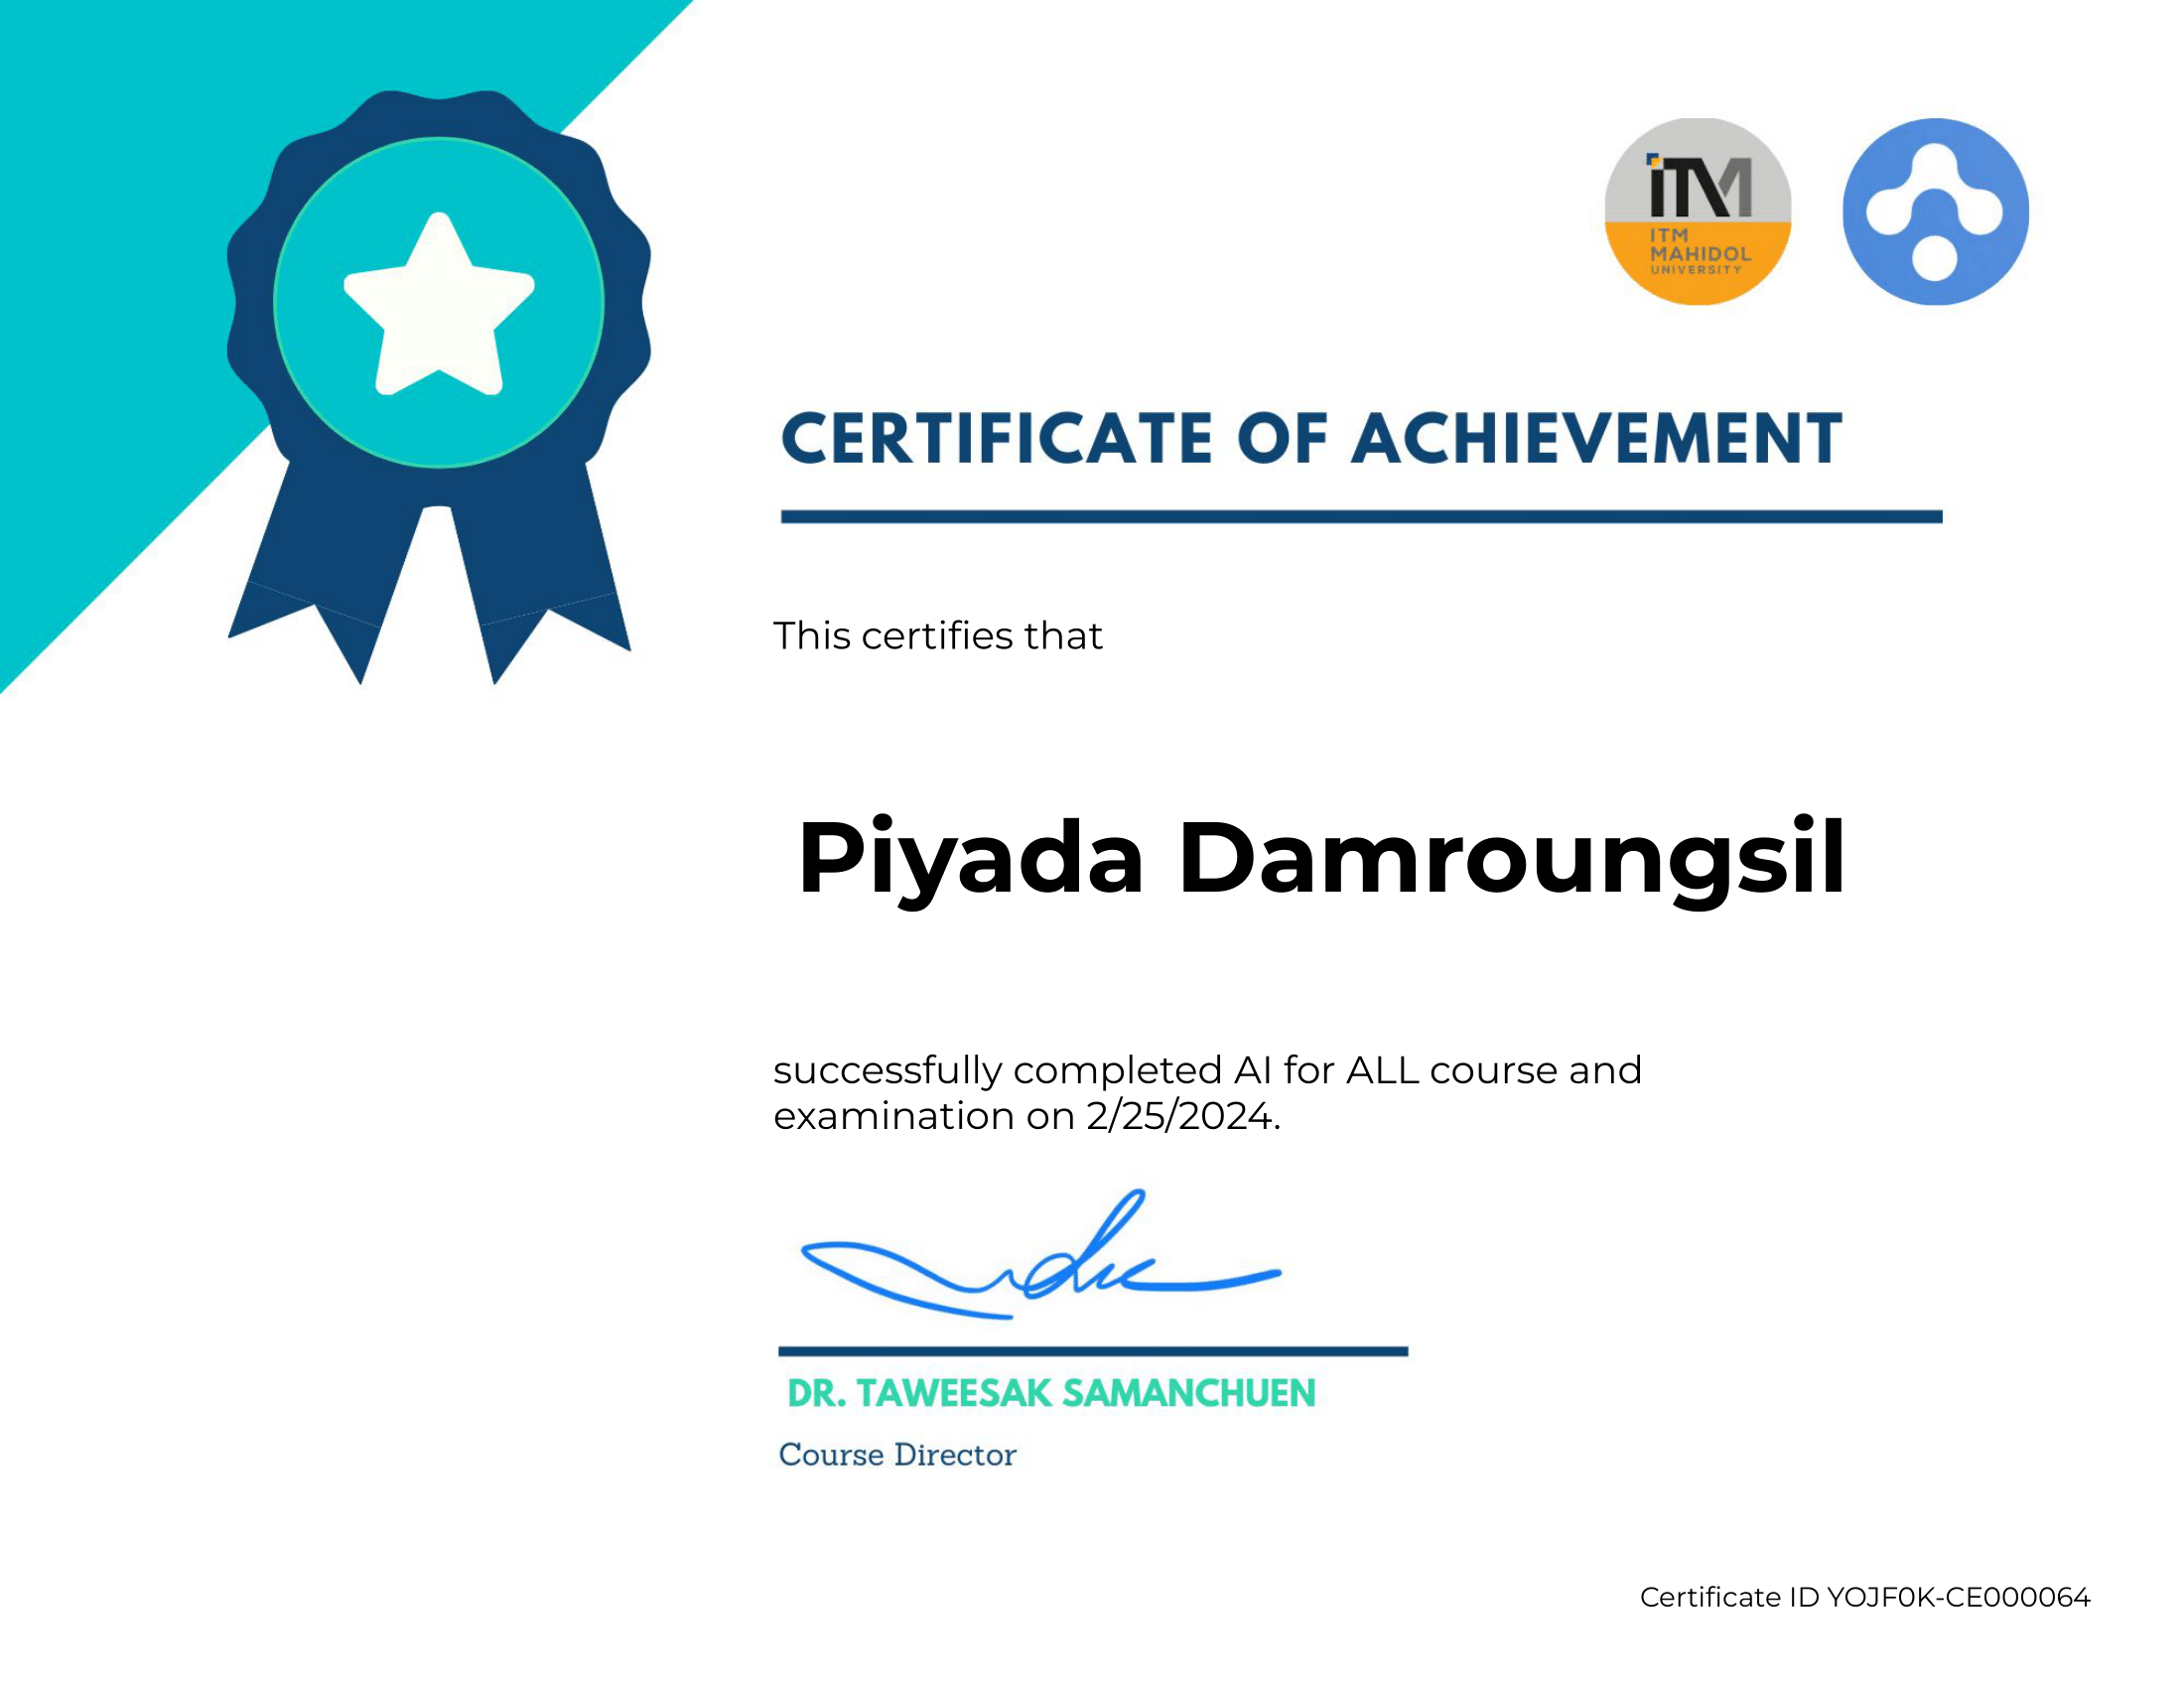 iTM
ITM
MAHIDOL
UNIVERSITY
CERTIFICATE OF ACHIEVEMENT
This certifies that
Piyada Damroungsil
successfully completed AI for ALL course and
examination on 2/25/2024.
DR. TAWEESAK SAMANCHUEN
Course Director
Certificate ID YOJF0K-CE000064